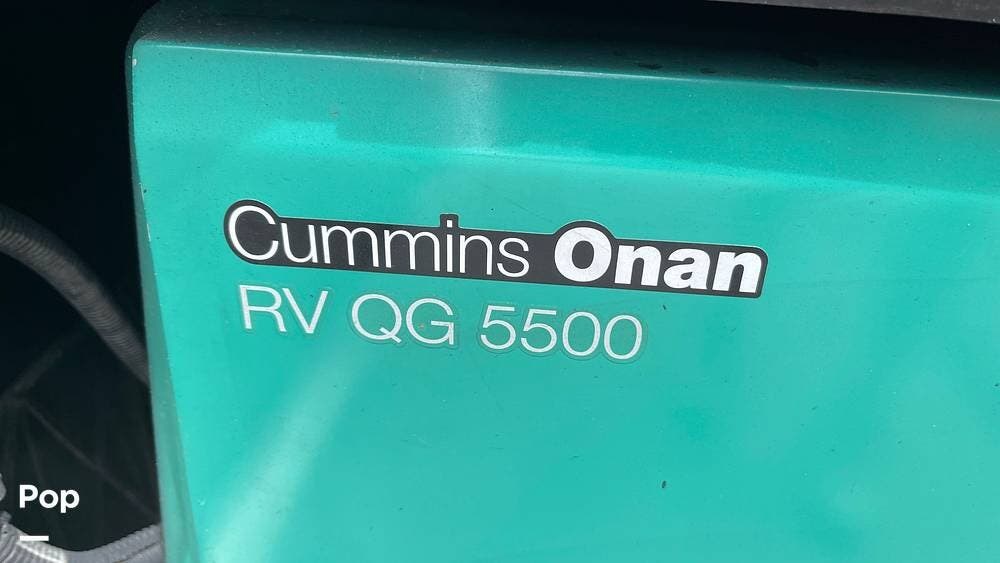 Cummins Onan
RV QG 5500
Pop